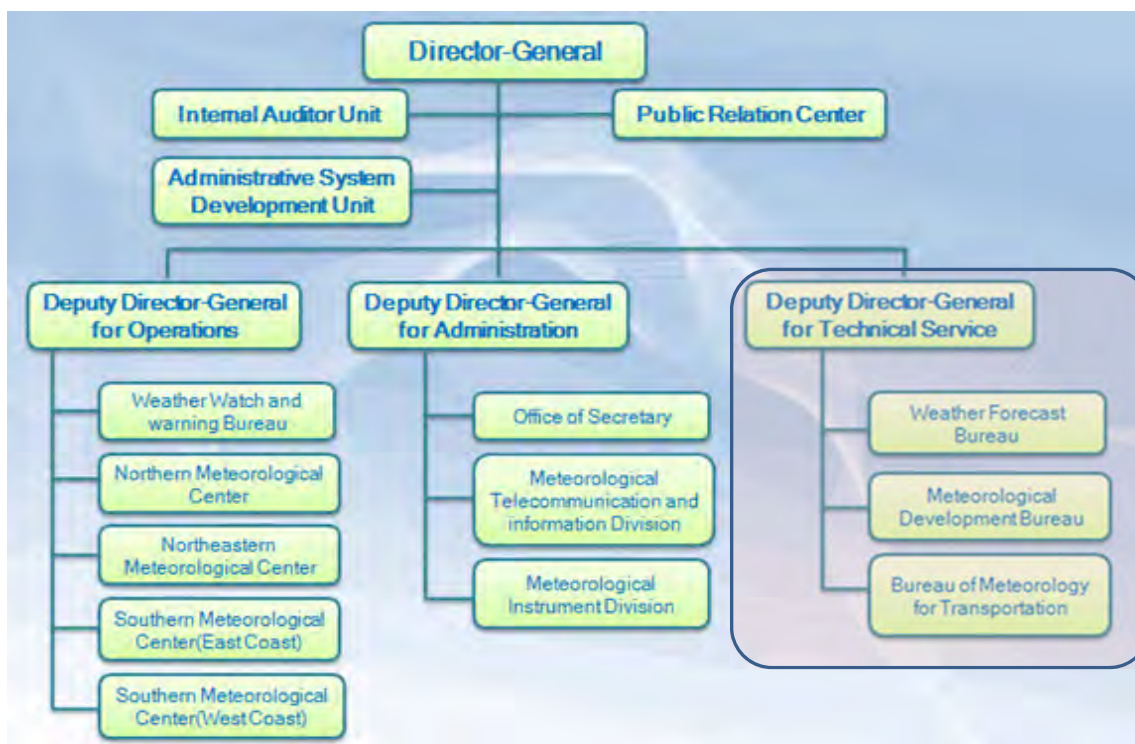 Director-General
Internal Auditor Unit
Public Relation Center
Administrative System
Development Unit
Deputy Director-General
for Operations
Deputy Director-General
for Administration
Deputy Director-General
for Technical Service
Weather Watch and
warning Bureau
Northern Meteorological
Center
Northeastern
Meteorological Center
Southern Meteorological
Center(East Coast)
Southern Meteorological
Center(West Coast)
Office of Secretary
Meteorological
Telecommunication and
information Division
Meteorological
Instrument Division
Weather Forecast
Bureau
Meteorological
Development Bureau
Bureau of Meteorology
for Transportation